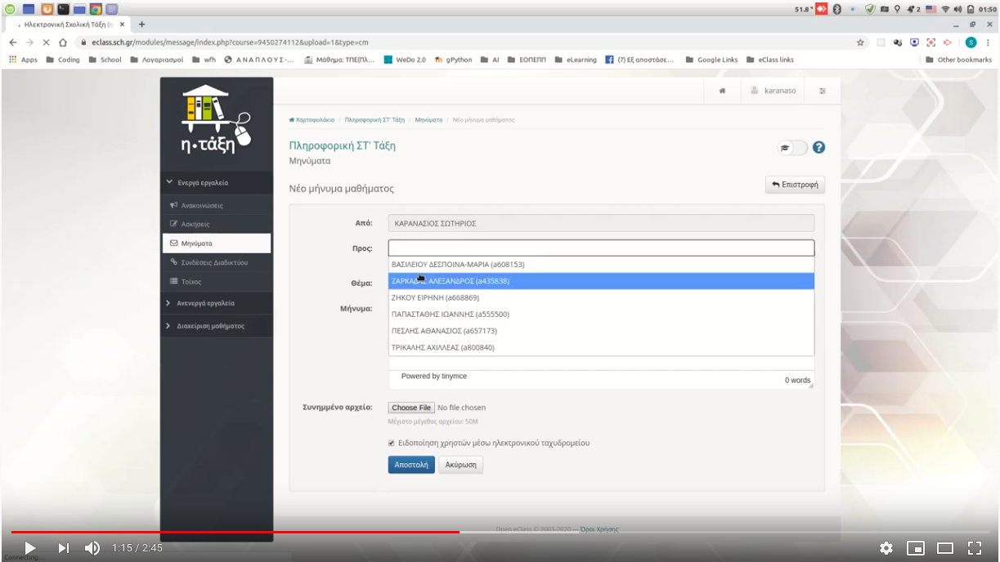 51.8°
2
01:50
Ηλεκτρονική Σχολική Τάξη (η
eclass.sch.gr/modules/message/index.php?course=9450274112&upload=1&type=cm
S
Apps Coding School Λογαριασμοί wfh Α Ν Α Π Λ Ο Υ Σ -... Μάθημα: ΤΠΕ(Πλ... WeDo 2.0 gPython AI ΕΟΠΕΠΠ eLearning (7) Εξ αποστάσε... Google Links eClass links Other bookmarks
η•τάξη
karanaso
Χαρτοφυλάκιο / Πληροφορική ΣΤ' Τάξη / Μηνύματα / Νέο μήνυμα μαθήματος
Πληροφορική ΣΤ' Τάξη
Μηνύματα
Νέο μήνυμα μαθήματος
Επιστροφή
Ενεργά εργαλεία
Ανακοινώσεις
Ασκήσεις
Μηνύματα
Συνδέσεις Διαδικτύου
Τοίχος
Ανενεργά εργαλεία
Διαχείριση μαθήματος
Από: ΚΑΡΑΝΑΣΙΟΣ ΣΩΤΗΡΙΟΣ
Προς:
ΒΑΣΙΛΕΙΟΥ ΔΕΣΠΟΙΝΑ-ΜΑΡΙΑ (a608153)
ΑΛΕΞΑΝΔΡΟΣ (a435838)
ΖΗΚΟΥ ΕΙΡΗΝΗ (a668869)
ΠΑΠΑΣΤΑΘΗΣ ΙΩΑΝΝΗΣ (a555500)
ΠΕΣΛΗΣ ΑΘΑΝΑΣΙΟΣ (a657173)
ΤΡΙΚΑΛΗΣ ΑΧΙΛΛΕΑΣ (a800840)
Θέμα:
Μήνυμα:
Powered by tinymce
0 words
Συνημμένο αρχείο: Choose File No file chosen
Μέγιστο μέγεθος αρχείου: 50M
Ειδοποίηση χρηστών μέσω ηλεκτρονικού ταχυδρομείου
Αποστολή Ακύρωση
Open eClass © 2003-2020 — Όροι Χρήσης
1:15 / 2:45
Connecting...